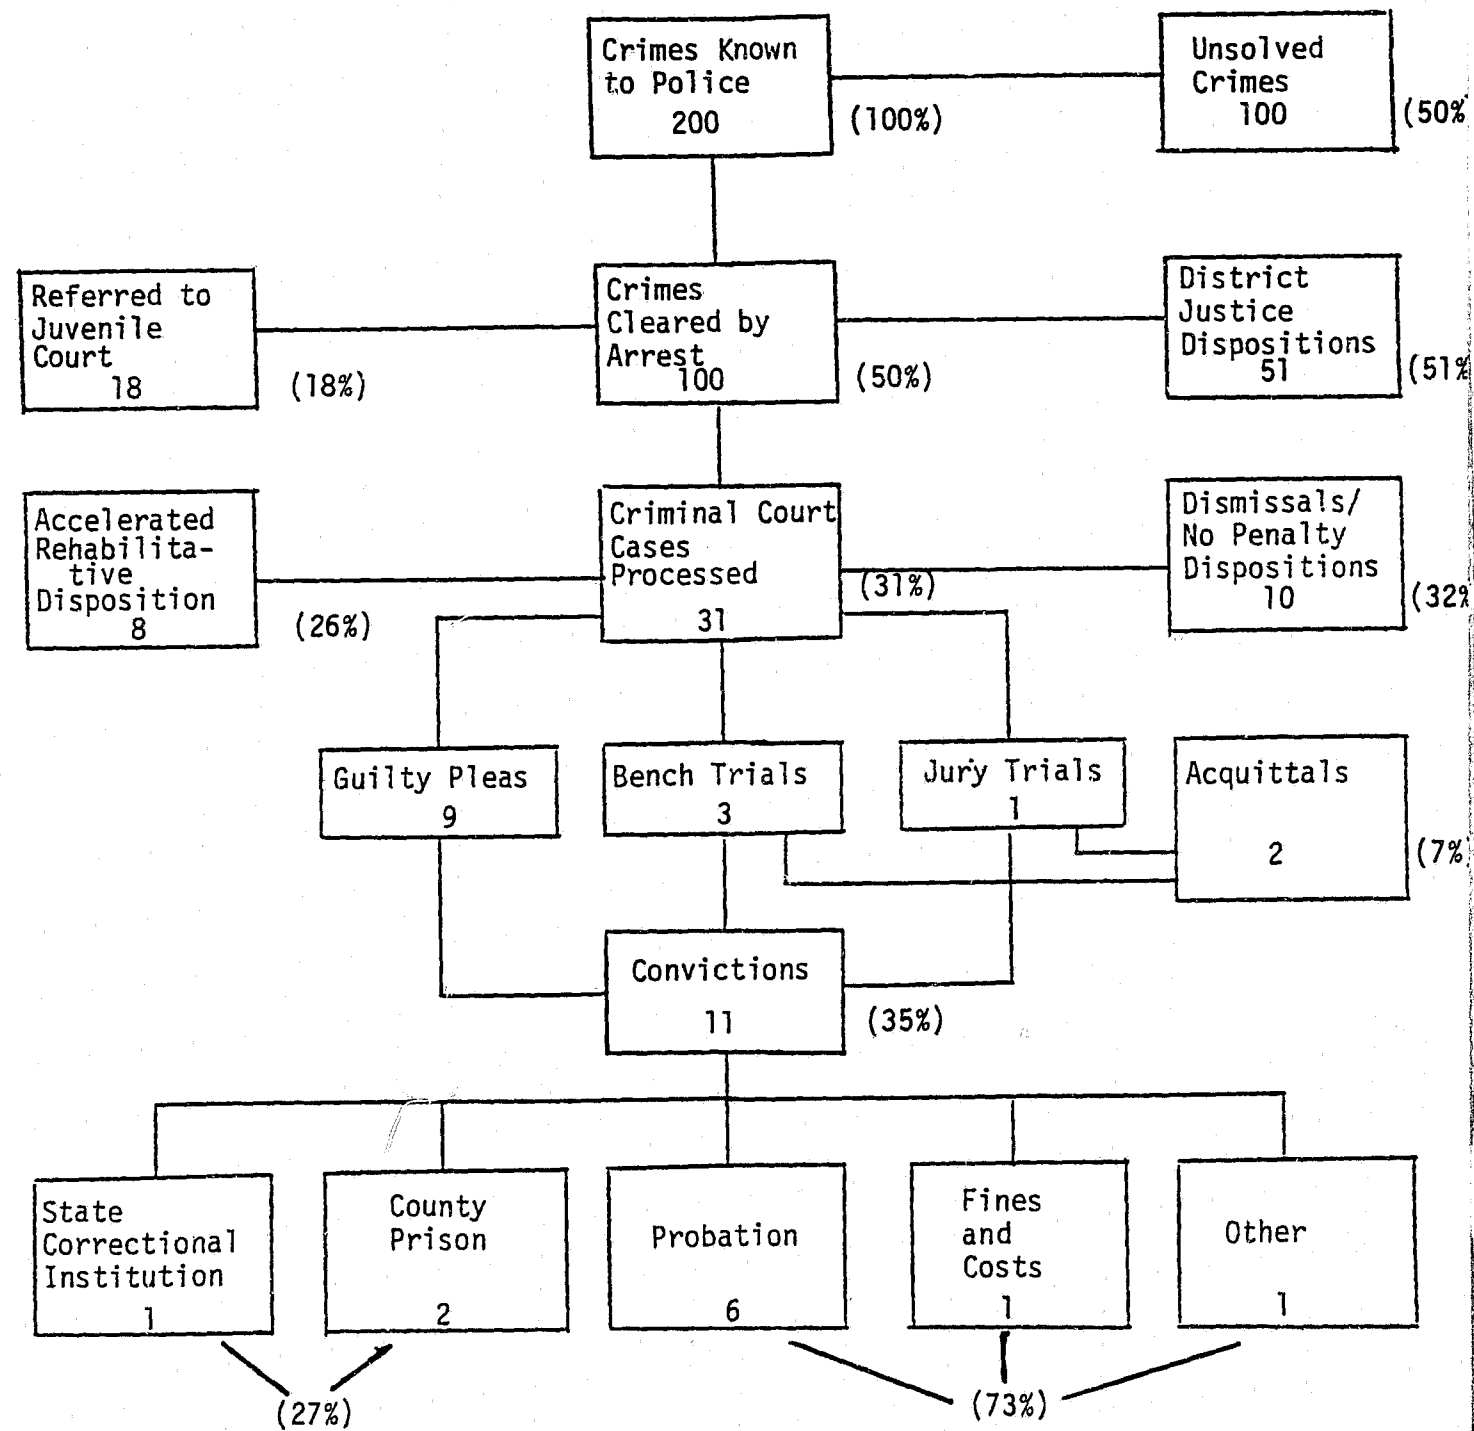 Crimes Known
to Police
200
(100%)
Unsolved
Crimes
100
(50%
Referred to
Juvenile
Court
18
(18%)
Crimes
Cleared by
Arrest
100
(50%)
District
Justice
Dispositions
51
(51%
Accelerated
Rehabilita-
tive
Disposition
8
(26%)
Criminal Court
Cases
Processed
31
(31%)
Dismissals/
No Penalty
Dispositions
10
(32%
Guilty Pleas
9
Bench Trials
3
Jury Trials
1
Acquittals
2
(7%
Convictions
11
(35%)
State
Correctional
Institution
1
County
Prison
2
Probation
6
Fines
and
Costs
1
Other
1
(27%)
(73%)